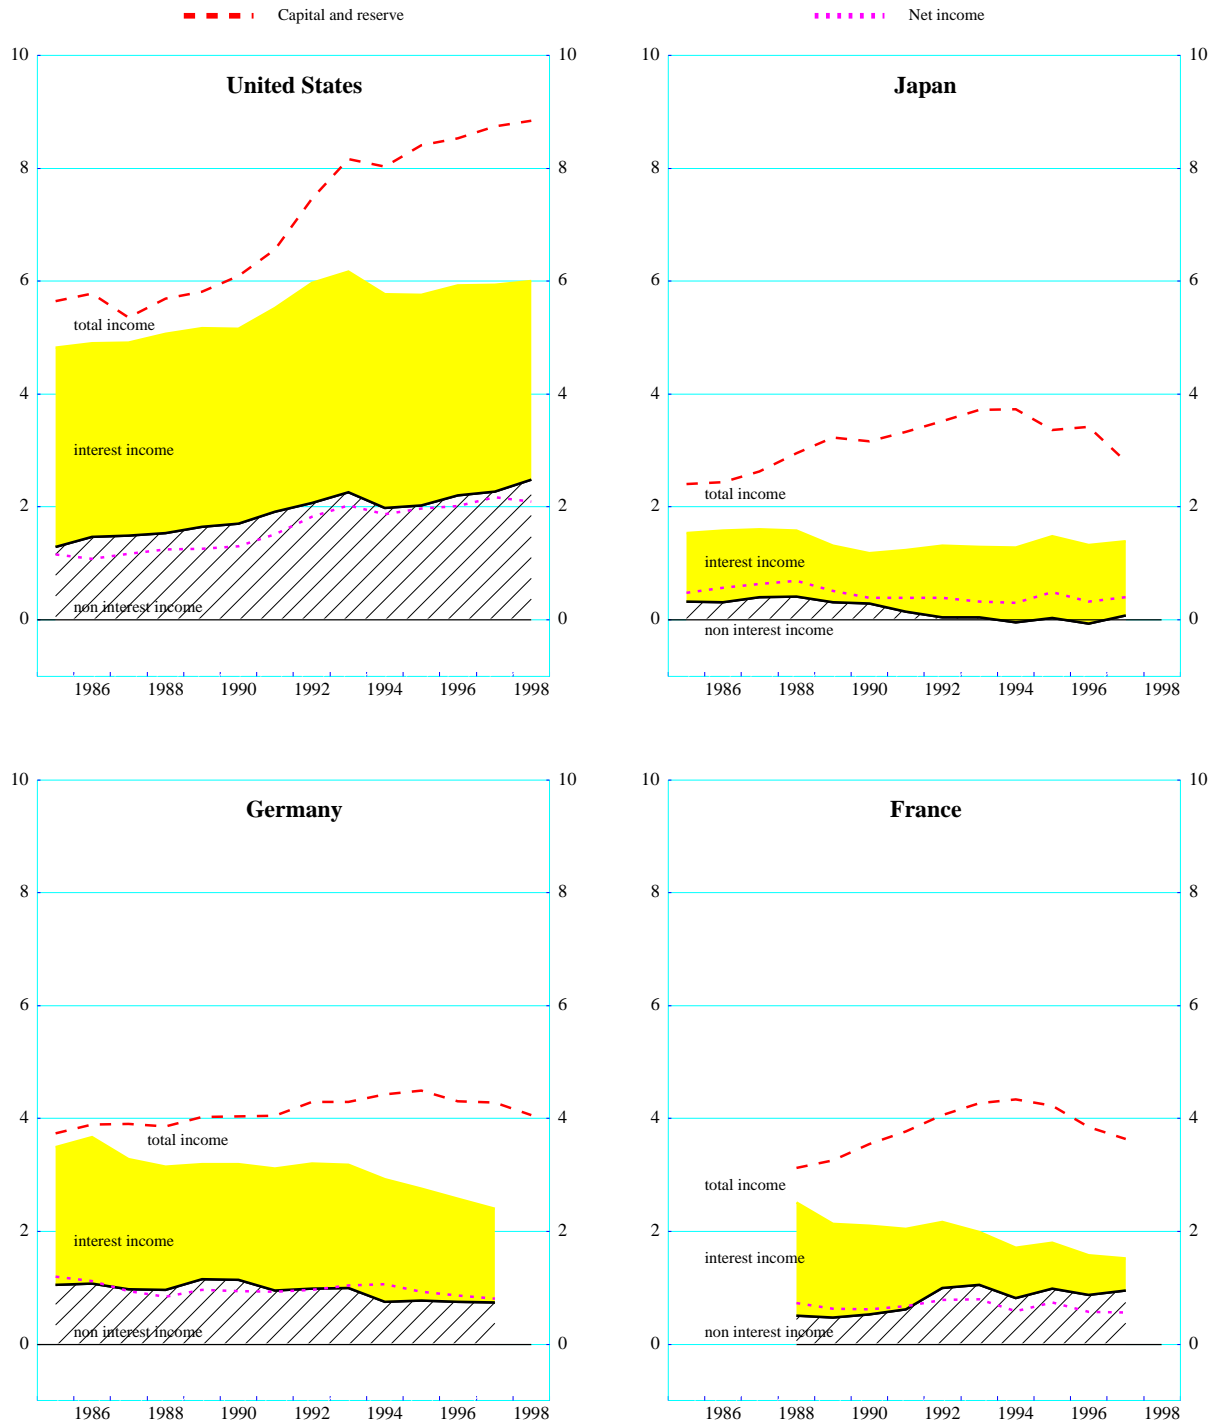 Capital and reserve Net income
10 10 10 10
United States Japan
8 8 8 8
6 6 6 6
total income
4 4 4 4
interest income
total income
2 2 2 2
interest income
non interest income
0 0 0 0
non interest income
1986 1988 1990 1992 1994 1996 1998 1986 1988 1990 1992 1994 1996 1998
10 10 10 10
Germany France
8 8 8 8
6 6 6 6
4 4 4 4
total income
total income
2 2 2 2
interest income
interest income
non interest income non interest income
0 0 0 0
1986 1988 1990 1992 1994 1996 1998 1986 1988 1990 1992 1994 1996 1998